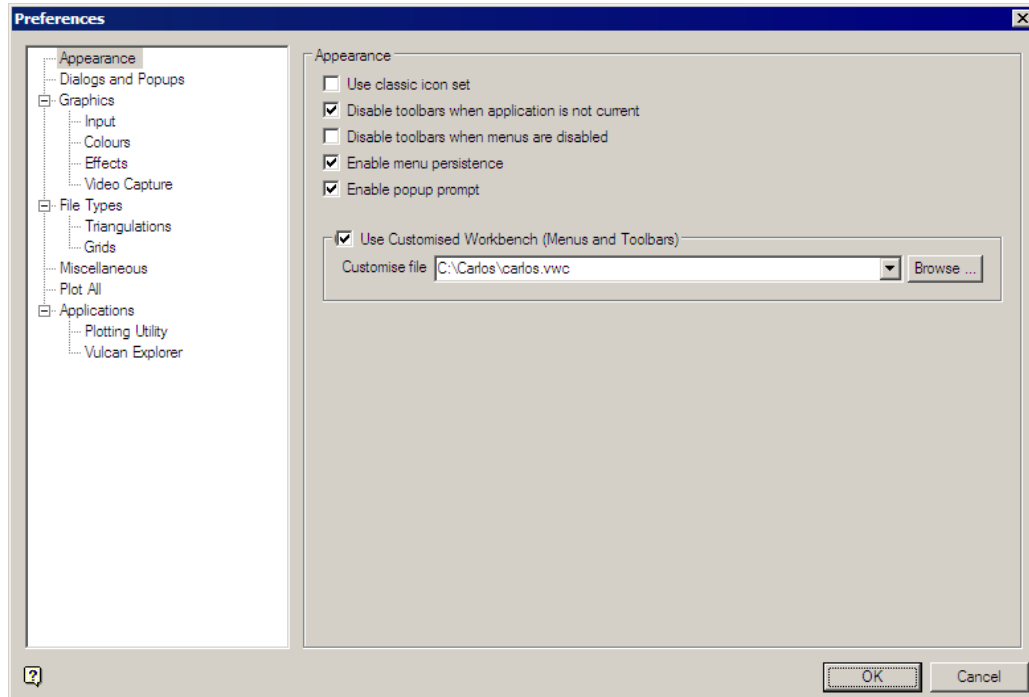 Preferences
Appearance
Dialogs and Popups
Graphics
Input
Colours
Effects
Video Capture
File Types
Triangulations
Grids
Miscellaneous
Plot All
Applications
Plotting Utility
Vulcan Explorer
Appearance
Use classic icon set
Disable toolbars when application is not current
Disable toolbars when menus are disabled
Enable menu persistence
Enable popup prompt
Use Customised Workbench (Menus and Toolbars)
Customise file C:\Carlos\carlos.vwc Browse ...
OK Cancel